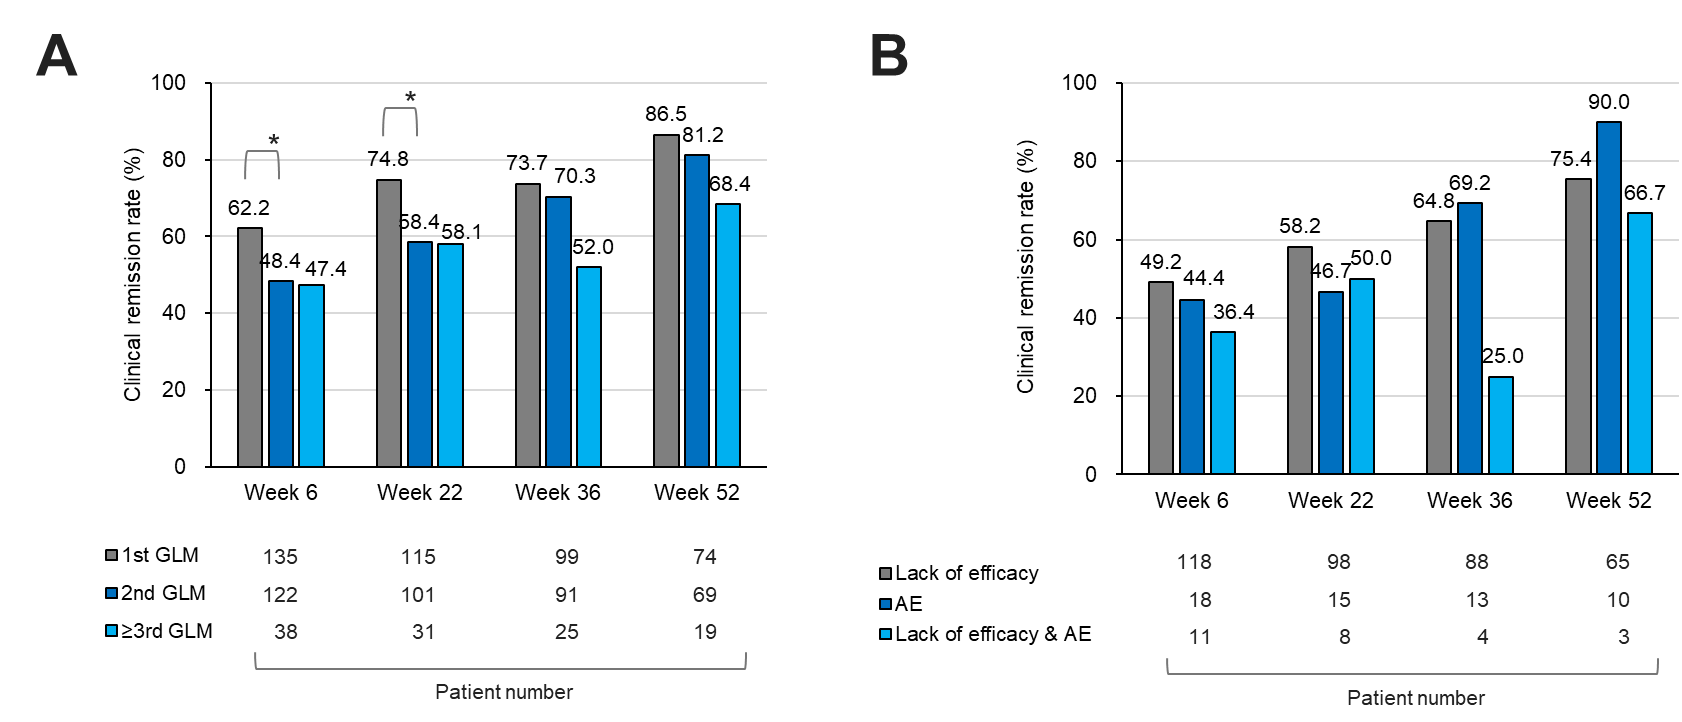 A
Clinical remission rate (%)
100
80
60
40
20
0
*
*
62.2
48.4
47.4
74.8
58.4
58.1
73.7
70.3
52.0
86.5
81.2
68.4
Week 6 Week 22 Week 36 Week 52
1st GLM 135 115 99 74
2nd GLM 122 101 91 69
≥3rd GLM 38 31 25 19
Patient number
B
Clinical remission rate (%)
100
80
60
40
20
0
49.2
44.4
36.4
58.2
46.7
50.0
64.8
69.2
25.0
75.4
90.0
66.7
Week 6 Week 22 Week 36 Week 52
Lack of efficacy 118 98 88 65
AE 18 15 13 10
Lack of efficacy & AE 11 8 4 3
Patient number